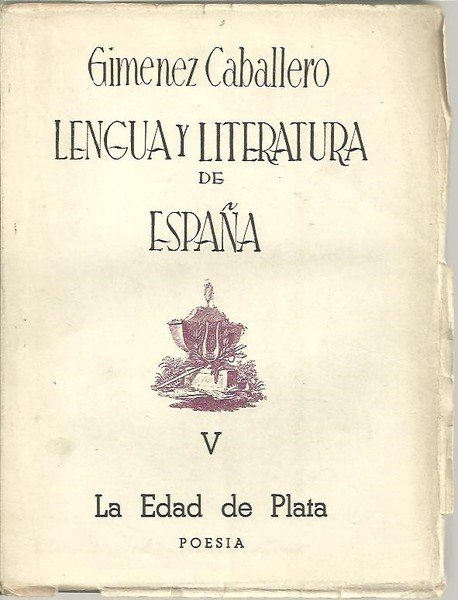 Gimenez Caballero
LENGUA Y LITERATURA
DE
ESPAÑA
V
La Edad de Plata
POESIA